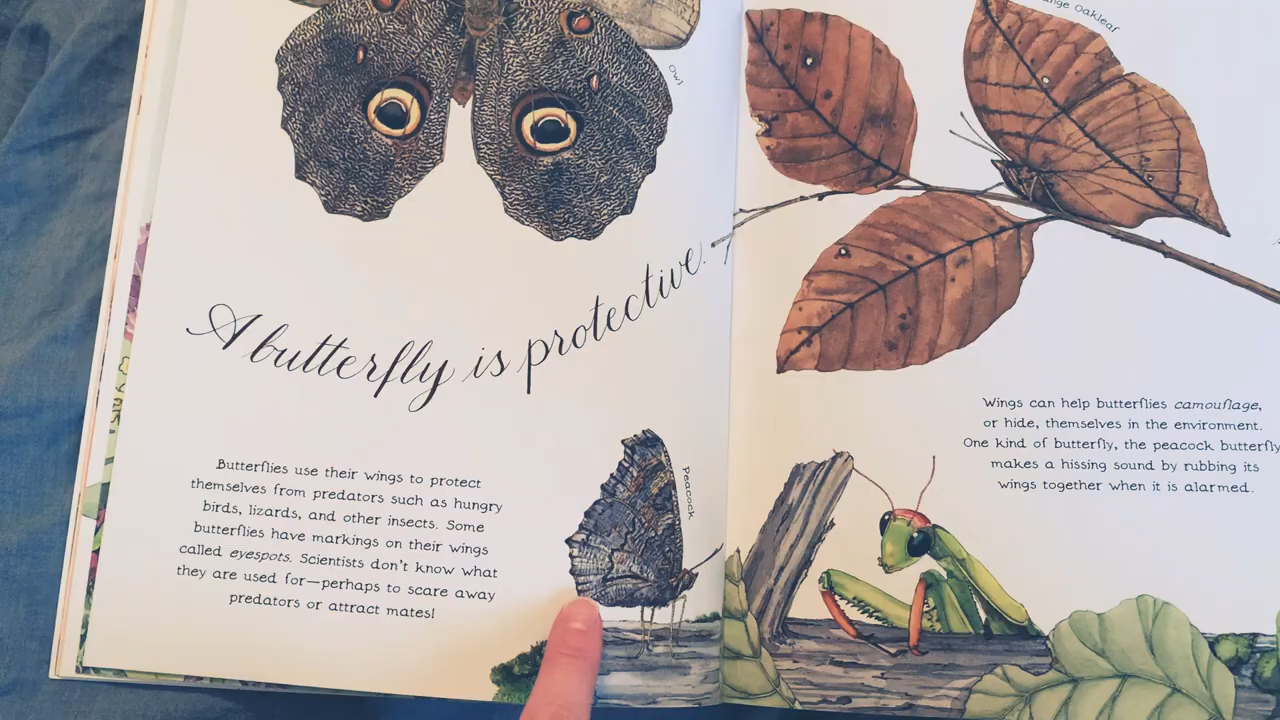 Owl
A butterfly is protective.
Butterflies use their wings to protect
themselves from predators such as hungry
birds, lizards, and other insects. Some
butterflies have markings on their wings
called eyespots. Scientists don't know what
they are used for—perhaps to scare away
predators or attract mates!
Peacock
Oakleaf
Wings can help butterflies camouflage,
or hide, themselves in the environment.
One kind of butterfly, the peacock butterfly
makes a hissing sound by rubbing its
wings together when it is alarmed.